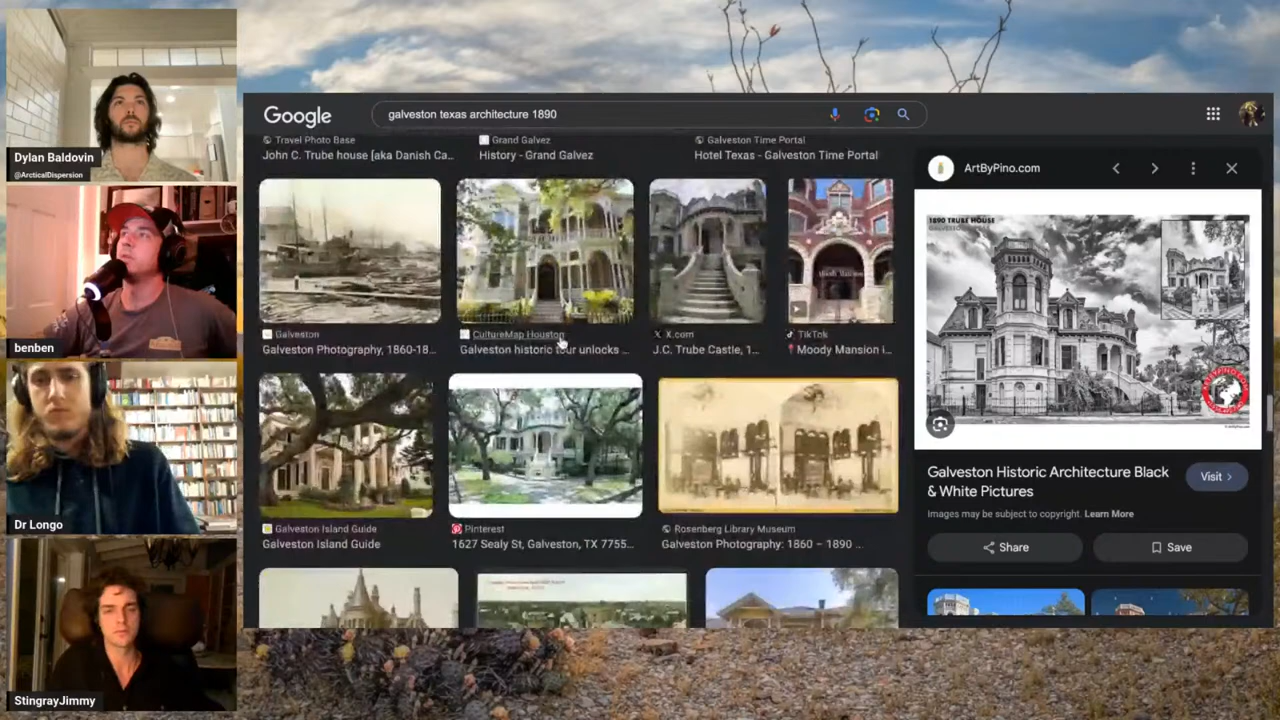 Dylan Baldovin
@ArcticalDispersion
benben
Dr Longo
StingrayJimmy
Google
galveston texas architecture 1890
Travel Photo Base
John C. Trube house [aka Danish Ca...
Grand Galvez
History - Grand Galvez
Galveston Time Portal
Hotel Texas - Galveston Time Portal
Moody Mansion
Galveston
Galveston Photography, 1860-18...
CultureMap Houston
Galveston historic tour unlocks ...
X.com
J.C. Trube Castle, 1...
TikTok
Moody Mansion i...
Galveston Island Guide
Galveston Island Guide
Pinterest
1627 Sealy St, Galveston, TX 7755...
Rosenberg Library Museum
Galveston Photography: 1860 – 1890 ...
ArtByPino.com
1890 TRUBE HOUSE
ARTBYPINO.COM
Galveston Historic Architecture Black
& White Pictures
Visit
Images may be subject to copyright. Learn More
Share
Save